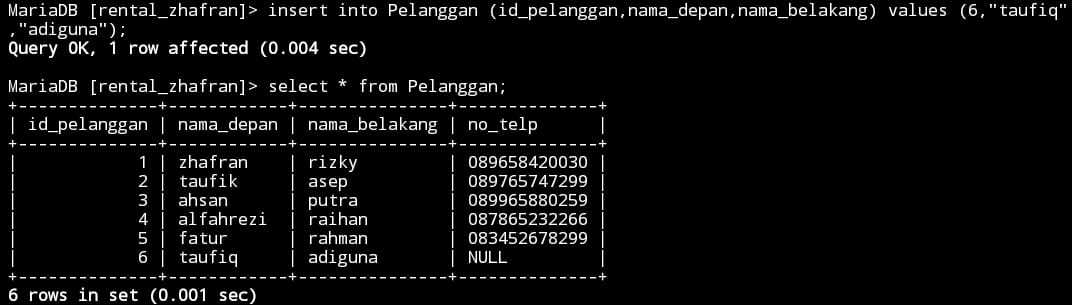 MariaDB [rental_zhafran]> insert into Pelanggan (id_pelanggan,nama_depan,nama_belakang) values (6,"taufiq"
,"adiguna");
Query OK, 1 row affected (0.004 sec)

MariaDB [rental_zhafran]> select * from Pelanggan;
+--------------+------------+---------------+--------------+
| id_pelanggan | nama_depan | nama_belakang | no_telp      |
+--------------+------------+---------------+--------------+
|            1 | zhafran    | rizky         | 089658420030 |
|            2 | taufik     | asep          | 089765747299 |
|            3 | ahsan      | putra         | 089965880259 |
|            4 | alfahrezi  | raihan        | 087865232266 |
|            5 | fatur      | rahman        | 083452678299 |
|            6 | taufiq     | adiguna       | NULL         |
+--------------+------------+---------------+--------------+
6 rows in set (0.001 sec)